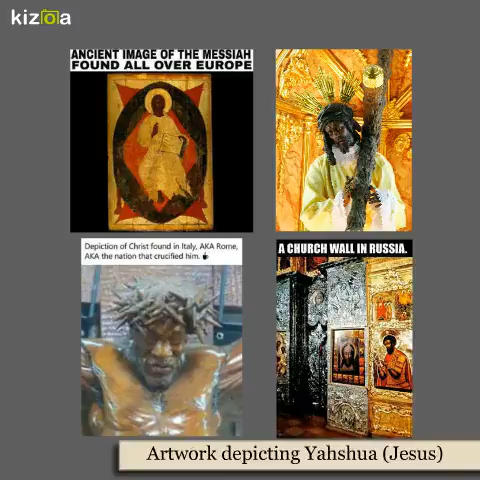 kizoa
ANCIENT IMAGE OF THE MESSIAH
FOUND ALL OVER EUROPE
Depiction of Christ found in Italy, AKA Rome,
AKA the nation that crucified him. ☕
A CHURCH WALL IN RUSSIA.
Artwork depicting Yahshua (Jesus)